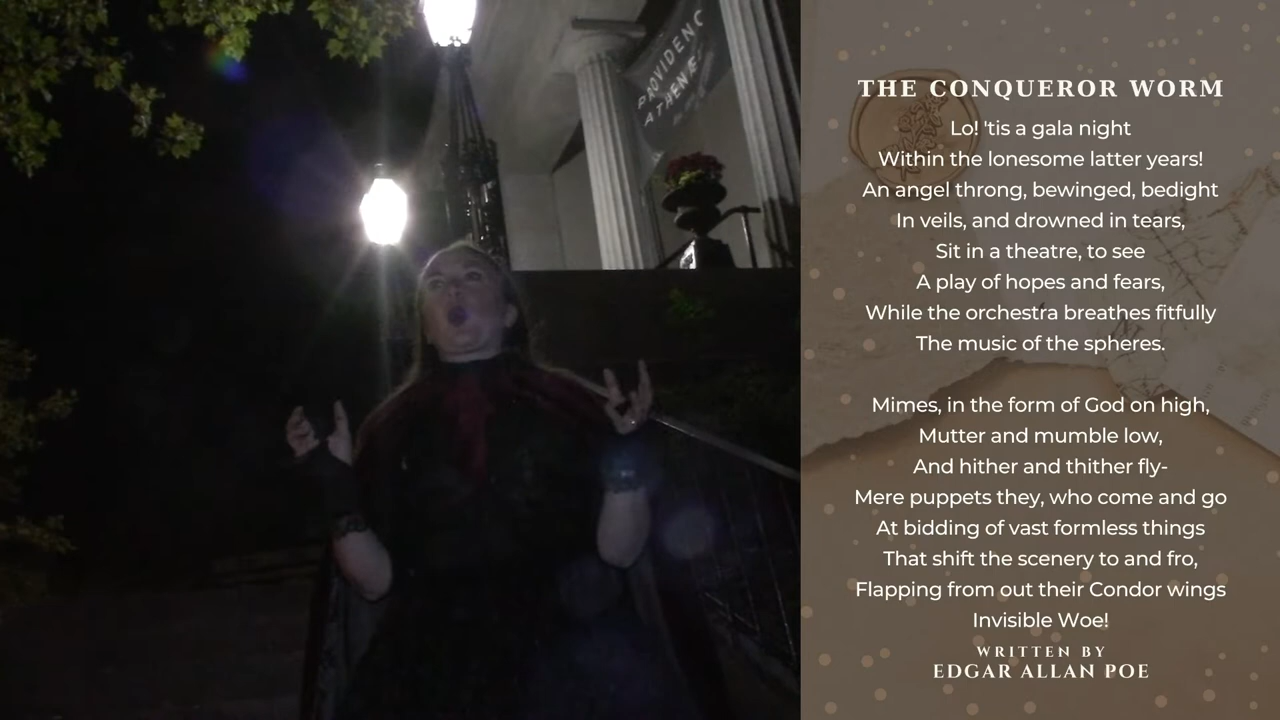 PROVIDENC
ATHENÆ
THE CONQUEROR WORM
Lo! 'tis a gala night
Within the lonesome latter years!
An angel throng, bewinged, bedight
In veils, and drowned in tears,
Sit in a theatre, to see
A play of hopes and fears,
While the orchestra breathes fitfully
The music of the spheres.
Mimes, in the form of God on high,
Mutter and mumble low,
And hither and thither fly-
Mere puppets they, who come and go
At bidding of vast formless things
That shift the scenery to and fro,
Flapping from out their Condor wings
Invisible Woe!
WRITTEN BY
EDGAR ALLAN POE